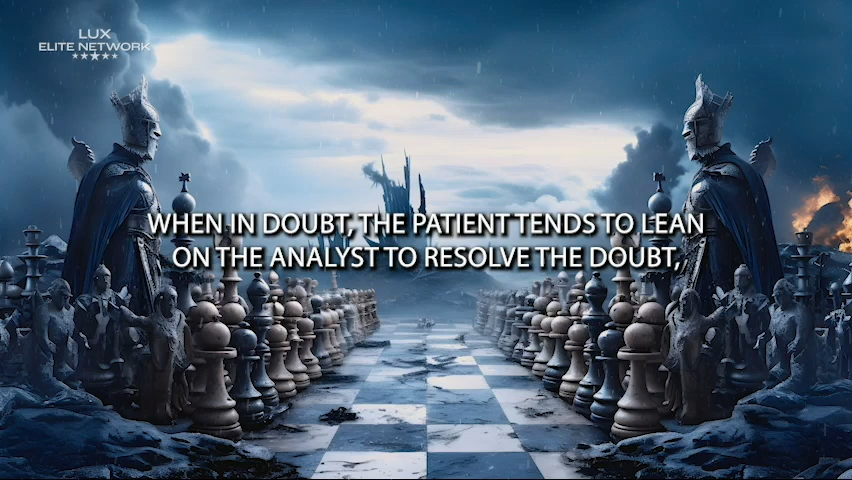 LUX
ELITE NETWORK
WHEN IN DOUBT, THE PATIENT TENDS TO LEAN
ON THE ANALYST TO RESOLVE THE DOUBT,